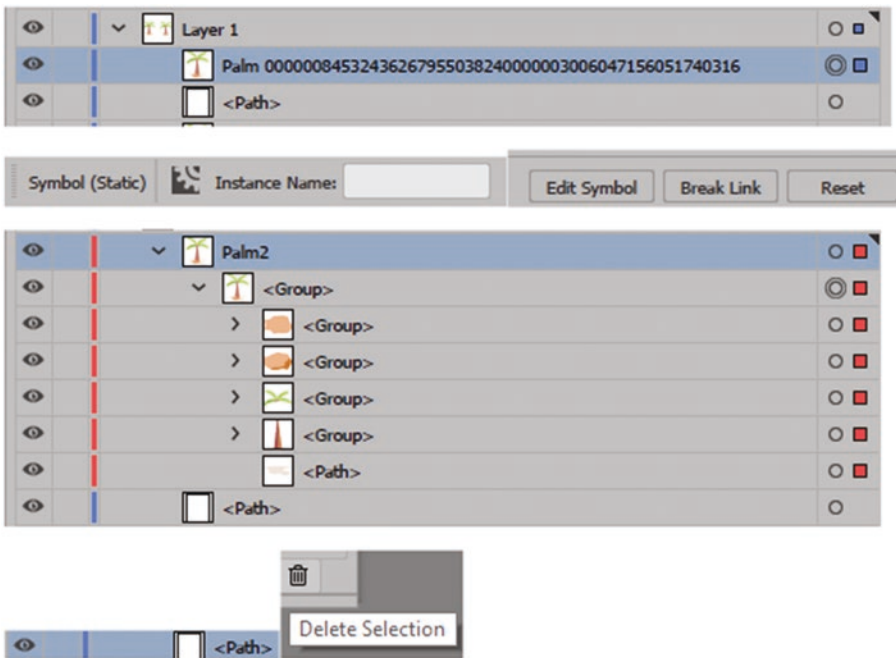 Layer 1
Palm 00000084532436267955038240000003006047156051740316
<Path>
Symbol (Static) Instance Name: Edit Symbol Break Link Reset
Palm2
<Group>
<Group>
<Group>
<Group>
<Group>
<Path>
<Path>
Delete Selection
<Path>